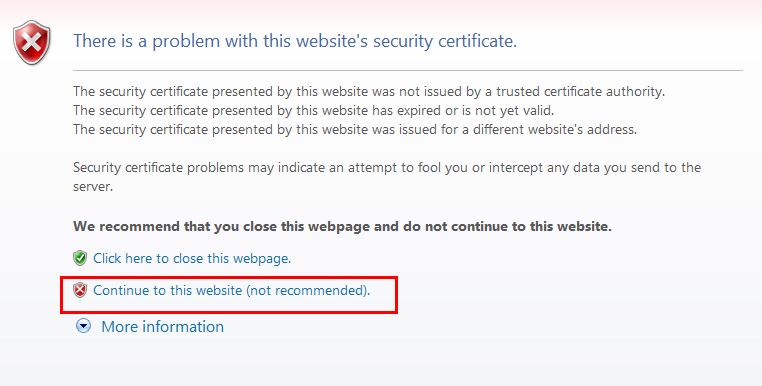 There is a problem with this website's security certificate.
The security certificate presented by this website was not issued by a trusted certificate authority.
The security certificate presented by this website has expired or is not yet valid.
The security certificate presented by this website was issued for a different website's address.
Security certificate problems may indicate an attempt to fool you or intercept any data you send to the
server.
We recommend that you close this webpage and do not continue to this website.
Click here to close this webpage.
Continue to this website (not recommended).
More information